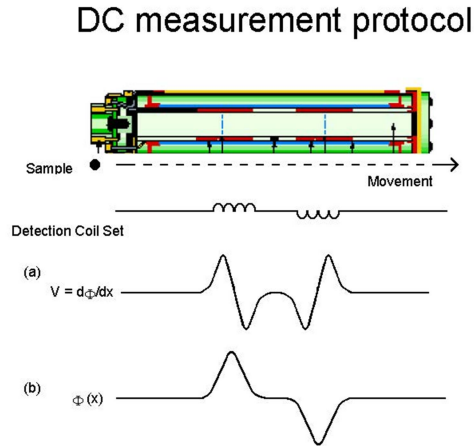 DC measurement protocol
Sample
Movement
Detection Coil Set
(a)
V = dΦ/dx
(b)
Φ(x)